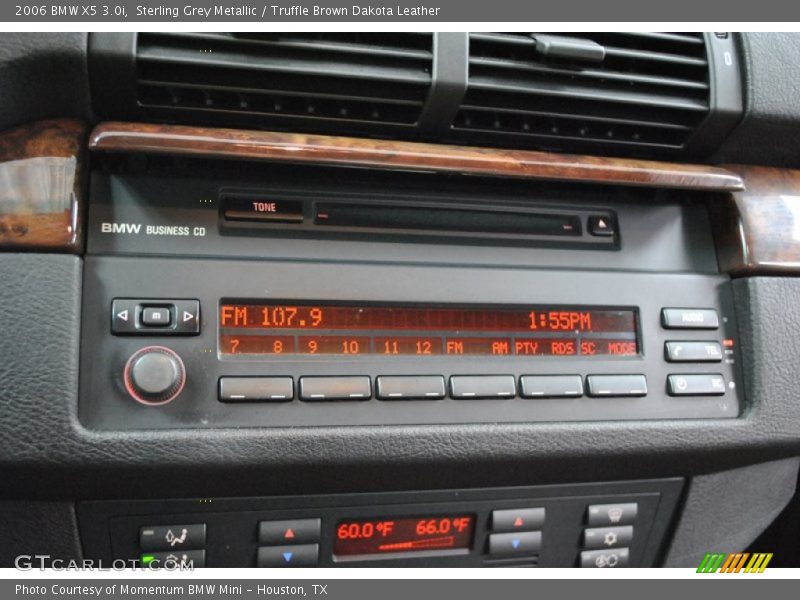 2006 BMW X5 3.0i, Sterling Grey Metallic / Truffle Brown Dakota Leather
TONE
BMW BUSINESS CD
m
FM 107.9 1:55PM
7 8 9 10 11 12 FM AM PTY RDS SC MODE
AUDIO
TEL
BC
60.0°F 66.0°F
GTcarlot.com
Photo Courtesy of Momentum BMW Mini - Houston, TX